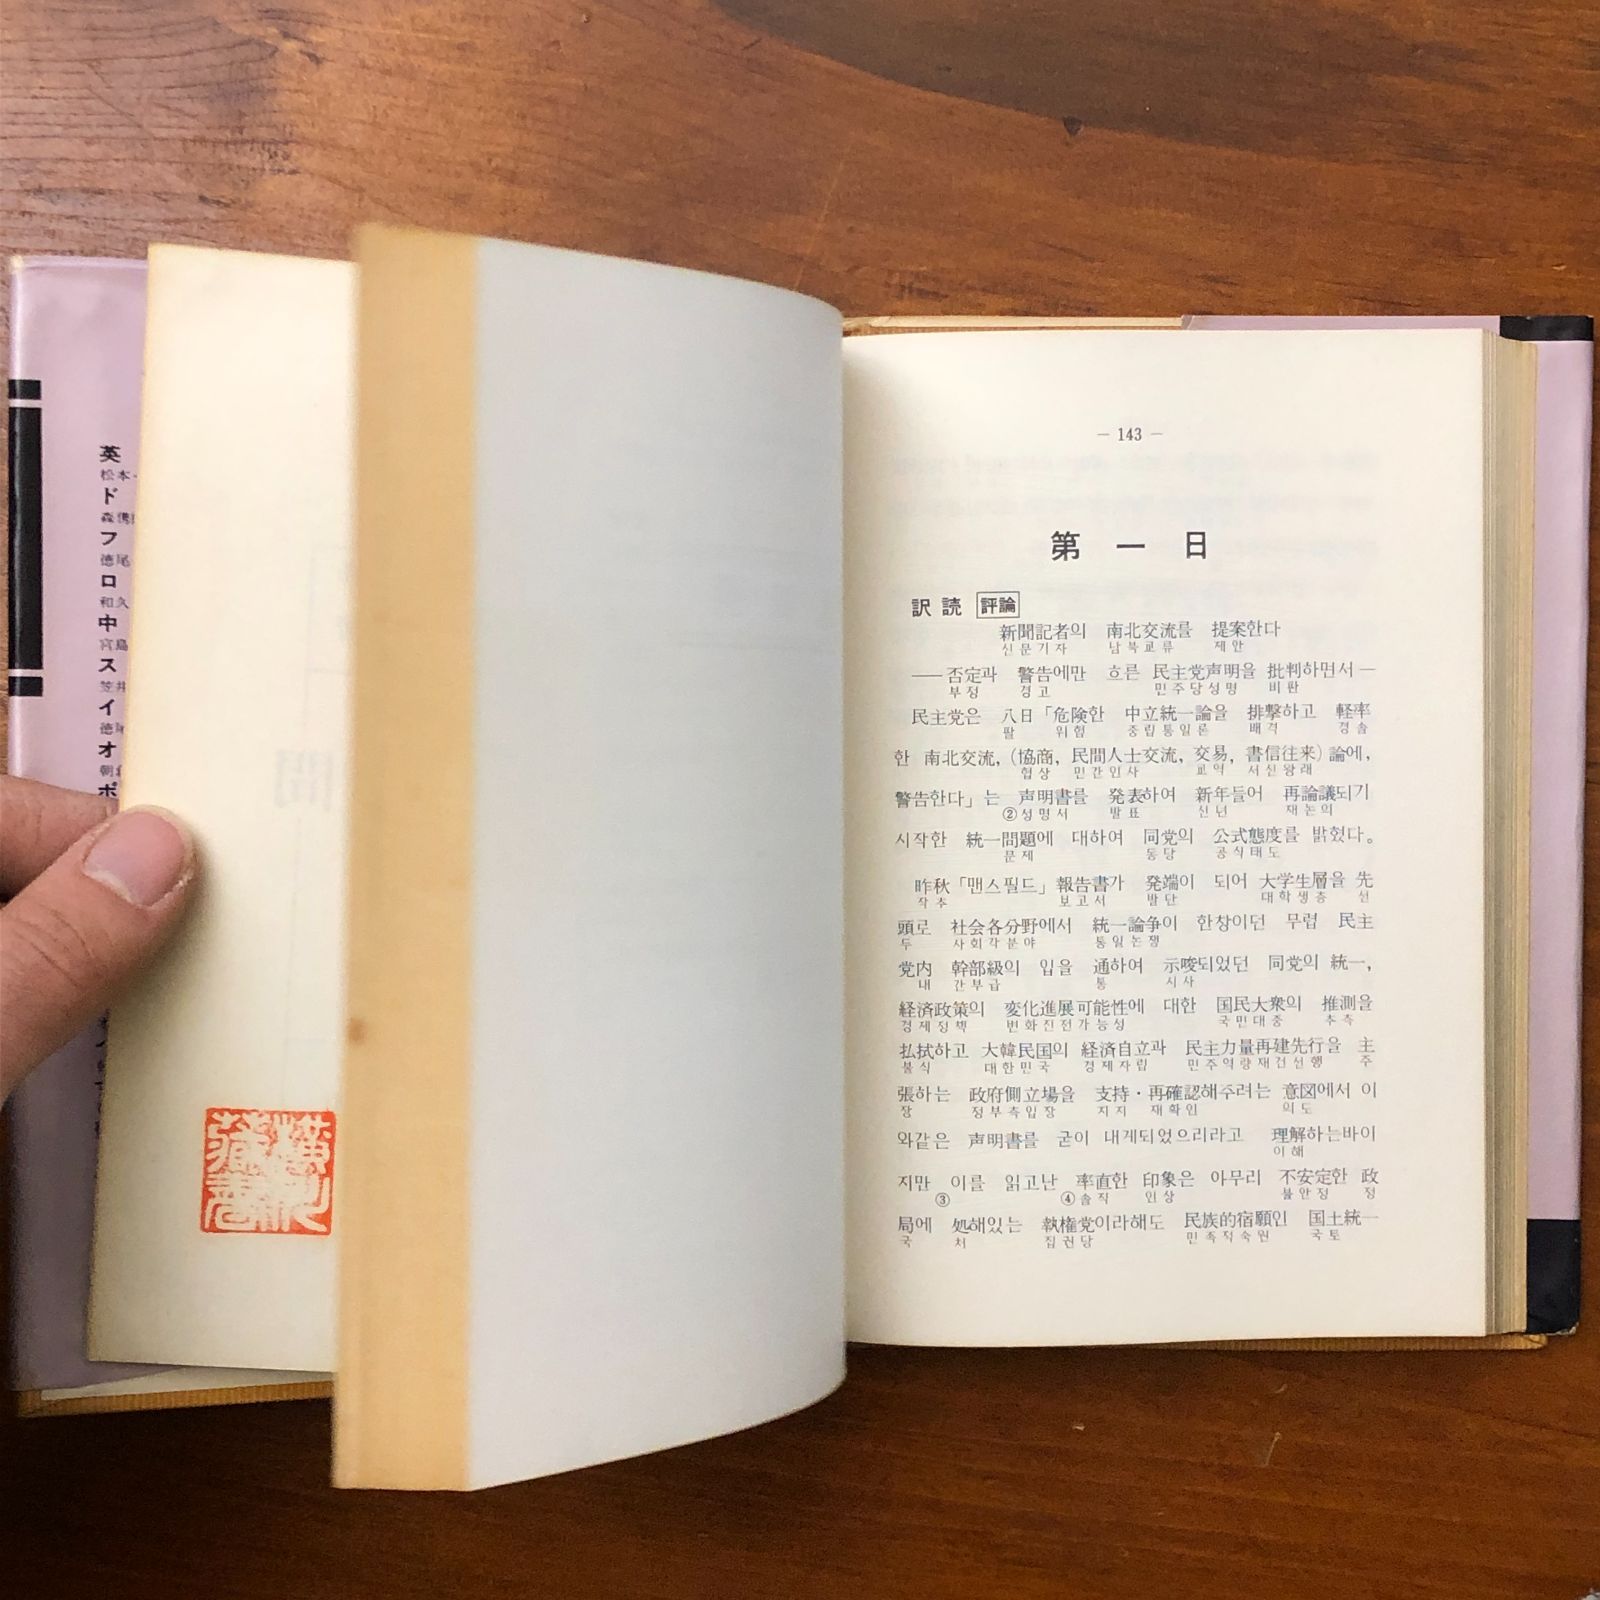 英
松本
ド
フ
徳尾
ロ
和久
中
宮島
ス
笠井
イ
オ
ポ
— 143 —
第一日
訳読 評論
新聞記者의 南北交流를 提案한다
신문기자 남북교류 제안
——否定과 警告에만 흐른 民主党声明을 批判하면서—
부정 경고 민주당성명 비판
民主党은 八日「危険한 中立統一論을 排撃하고 軽率
팔 위험 중립통일론 배격 경솔
한 南北交流, (協商, 民間人士交流, 交易, 書信往来) 論에,
협상 민간인사 교역 서신왕래
警告한다」는 声明書를 発表하여 新年들어 再論議되기
②성명서 발표 신년 재논의
시작한 統一問題에 대하여 同党의 公式態度를 밝혔다。
문제 동당 공식태도
昨秋「맨스필드」報告書가 発端이 되어 大学生層을 先
작추 보고서 발단 대학생층 선
頭로 社会各分野에서 統一論争이 한창이던 무렵 民主
두 사회각분야 통일논쟁
党内 幹部級의 입을 通하여 示唆되었던 同党의 統一,
내 간부급 통 시사
経済政策의 変化進展可能性에 대한 国民大衆의 推測을
경제정책 변화진전가능성 국민대중 추측
払拭하고 大韓民国의 経済自立과 民主力量再建先行을 主
불식 대한민국 경제자립 민주역량재건선행 주
張하는 政府側立場을 支持・再確認해주려는 意図에서 이
장 정부측입장 지지 재확인 의도
와같은 声明書를 굳이 내게되었으리라고 理解하는바이
이해
지만 이를 읽고난 率直한 印象은 아무리 不安定한 政
③ ④솔직 인상 불안정 정
局에 処해있는 執権党이라해도 民族的宿願인 国土統一
국 처 집권당 민족적숙원 국토